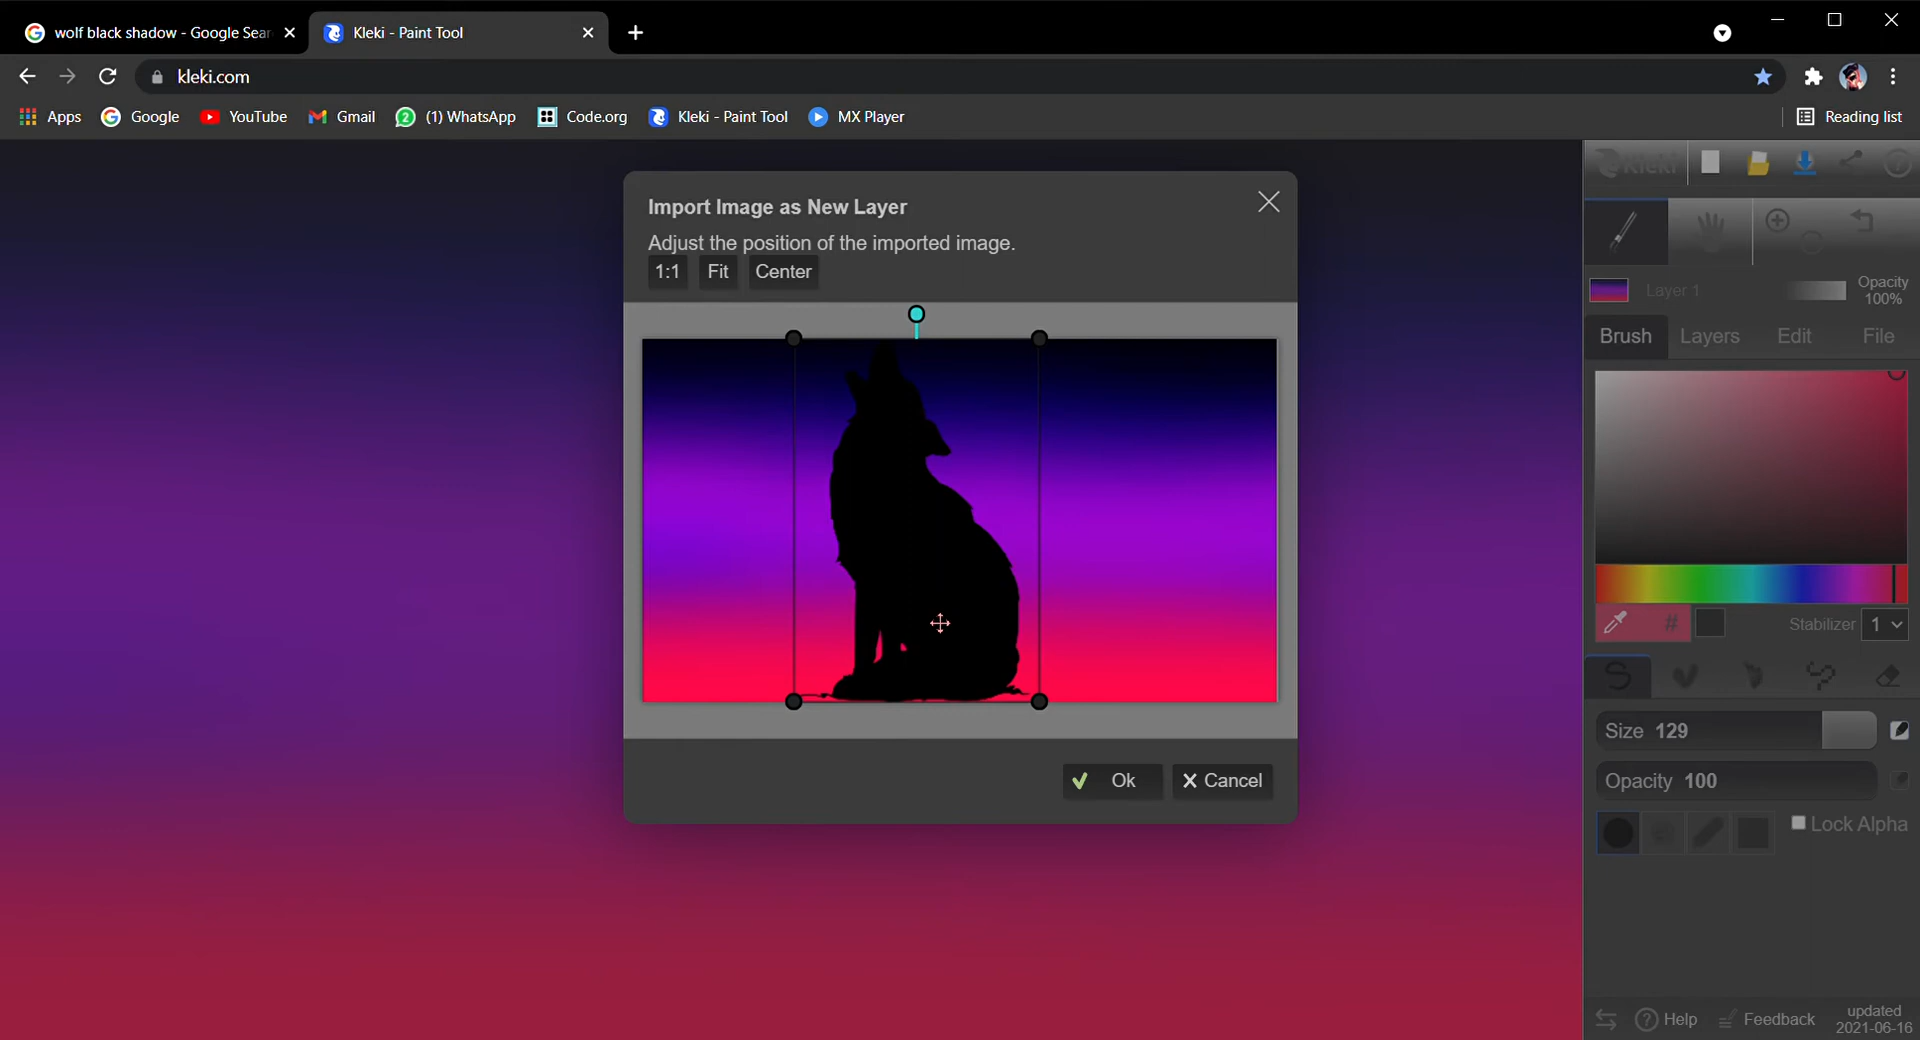 wolf black shadow - Google Sear
Kleki - Paint Tool
kleki.com
Apps
Google
YouTube
Gmail
2
(1) WhatsApp
Code.org
Kleki - Paint Tool
MX Player
Reading list
Import Image as New Layer
Adjust the position of the imported image.
1:1 Fit Center
Ok
Cancel
Kleki
Layer 1
Opacity
100%
Brush Layers Edit File
#
Stabilizer 1
Size 129
Opacity 100
Lock Alpha
Help
Feedback
updated
2021-06-16